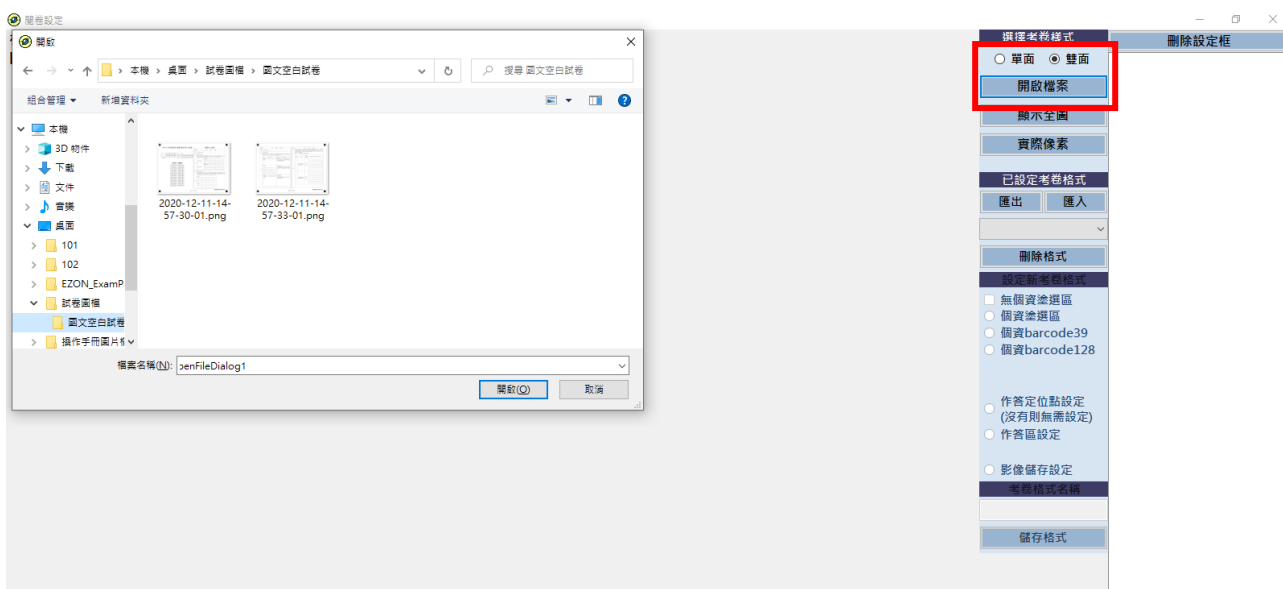 閱卷設定
開啟
本機 › 桌面 › 試卷圖檔 › 國文空白試卷
搜尋 國文空白試卷
組合管理
新增資料夾
本機
3D 物件
下載
文件
音樂
桌面
101
102
EZON_ExamP
試卷圖檔
國文空白試卷
操作手冊圖片檔
2020-12-11-14-
57-30-01.png
2020-12-11-14-
57-33-01.png
檔案名稱(N):
penFileDialog1
開啟(O)
取消
選擇考卷樣式
單面
雙面
開啟檔案
顯示全圖
實際像素
已設定考卷格式
匯出
匯入
刪除格式
設定新考卷格式
無個資塗選區
個資塗選區
個資barcode39
個資barcode128
作答定位點設定
(沒有則無需設定)
作答區設定
影像儲存設定
考卷格式名稱
儲存格式
刪除設定框